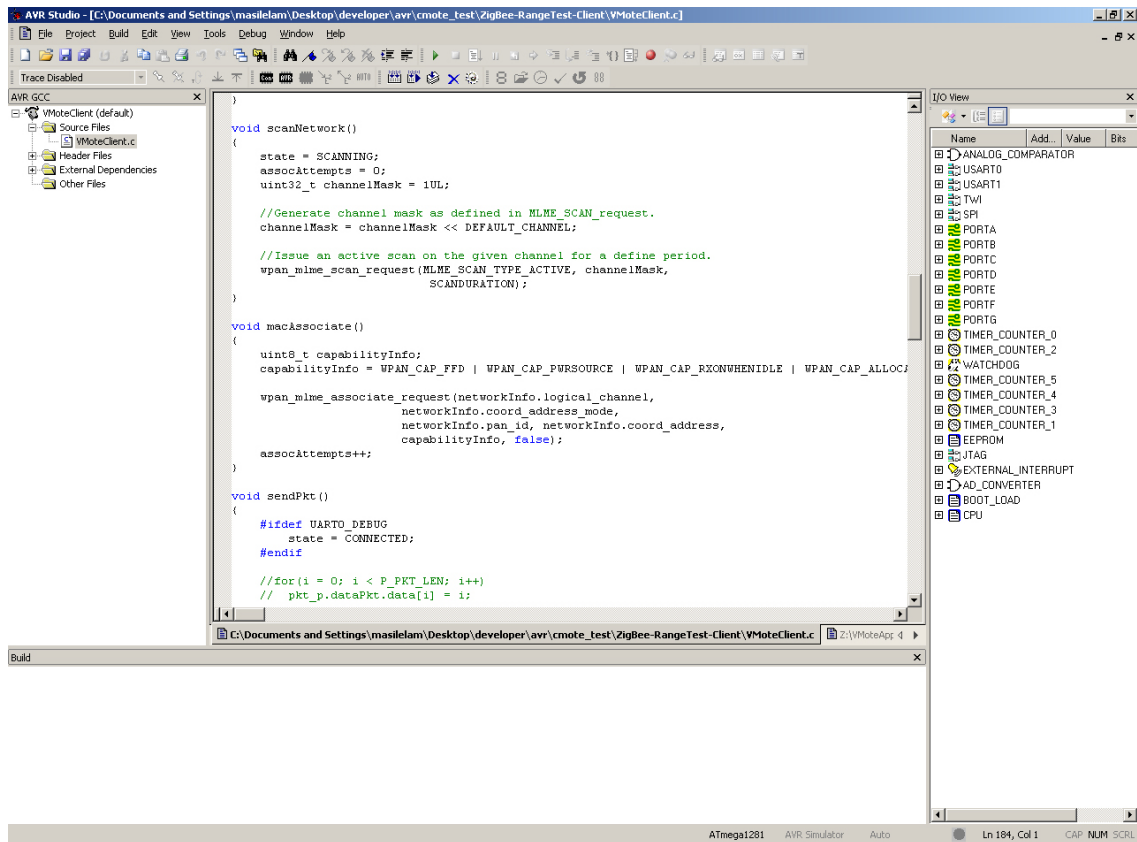 AVR Studio - [C:\Documents and Settings\masilelam\Desktop\developer\avr\cmote_test\ZigBee-RangeTest-Client\VMoteClient.c]
File Project Build Edit View Tools Debug Window Help
Trace Disabled
AVR GCC
VMoteClient (default)
Source Files
VMoteClient.c
Header Files
External Dependencies
Other Files
}
void scanNetwork()
{
state = SCANNING;
assocAttempts = 0;
uint32_t channelMask = 1UL;
//Generate channel mask as defined in MLME_SCAN_request.
channelMask = channelMask << DEFAULT_CHANNEL;
//Issue an active scan on the given channel for a define period.
wpan_mlme_scan_request(MLME_SCAN_TYPE_ACTIVE, channelMask,
SCANDURATION);
}
void macAssociate()
{
uint8_t capabilityInfo;
capabilityInfo = WPAN_CAP_FFD | WPAN_CAP_PWRSOURCE | WPAN_CAP_RXONWHENIDLE | WPAN_CAP_ALLOCA
wpan_mlme_associate_request(networkInfo.logical_channel,
networkInfo.coord_address_mode,
networkInfo.pan_id, networkInfo.coord_address,
capabilityInfo, false);
assocAttempts++;
}
void sendPkt()
{
#ifdef UART0_DEBUG
state = CONNECTED;
#endif
//for(i = 0; i < P_PKT_LEN; i++)
// pkt_p.dataPkt.data[i] = i;
C:\Documents and Settings\masilelam\Desktop\developer\avr\cmote_test\ZigBee-RangeTest-Client\VMoteClient.c Z:\VMoteApp
I/O View
Name Add... Value Bits
ANALOG_COMPARATOR
USART0
USART1
TWI
SPI
PORTA
PORTB
PORTC
PORTD
PORTE
PORTF
PORTG
TIMER_COUNTER_0
TIMER_COUNTER_2
WATCHDOG
TIMER_COUNTER_5
TIMER_COUNTER_4
TIMER_COUNTER_3
TIMER_COUNTER_1
EEPROM
JTAG
EXTERNAL_INTERRUPT
AD_CONVERTER
BOOT_LOAD
CPU
Build
ATmega1281 AVR Simulator Auto Ln 184, Col 1 CAP NUM SCRL